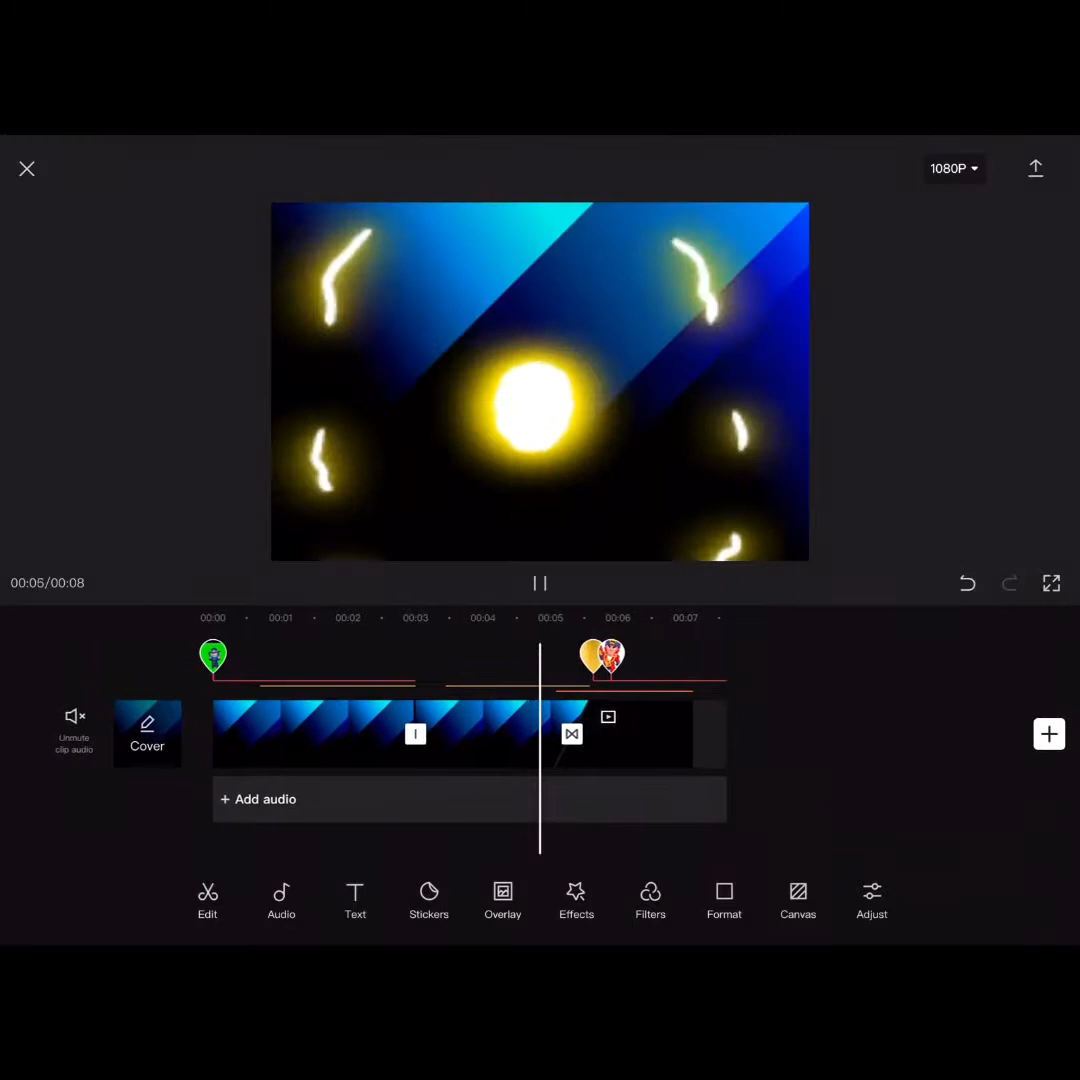 1080P
00:05/00:08
00:00
00:01
00:02
00:03
00:04
00:05
00:06
00:07
Unmute
clip audio
Cover
+ Add audio
Edit
Audio
Text
Stickers
Overlay
Effects
Filters
Format
Canvas
Adjust